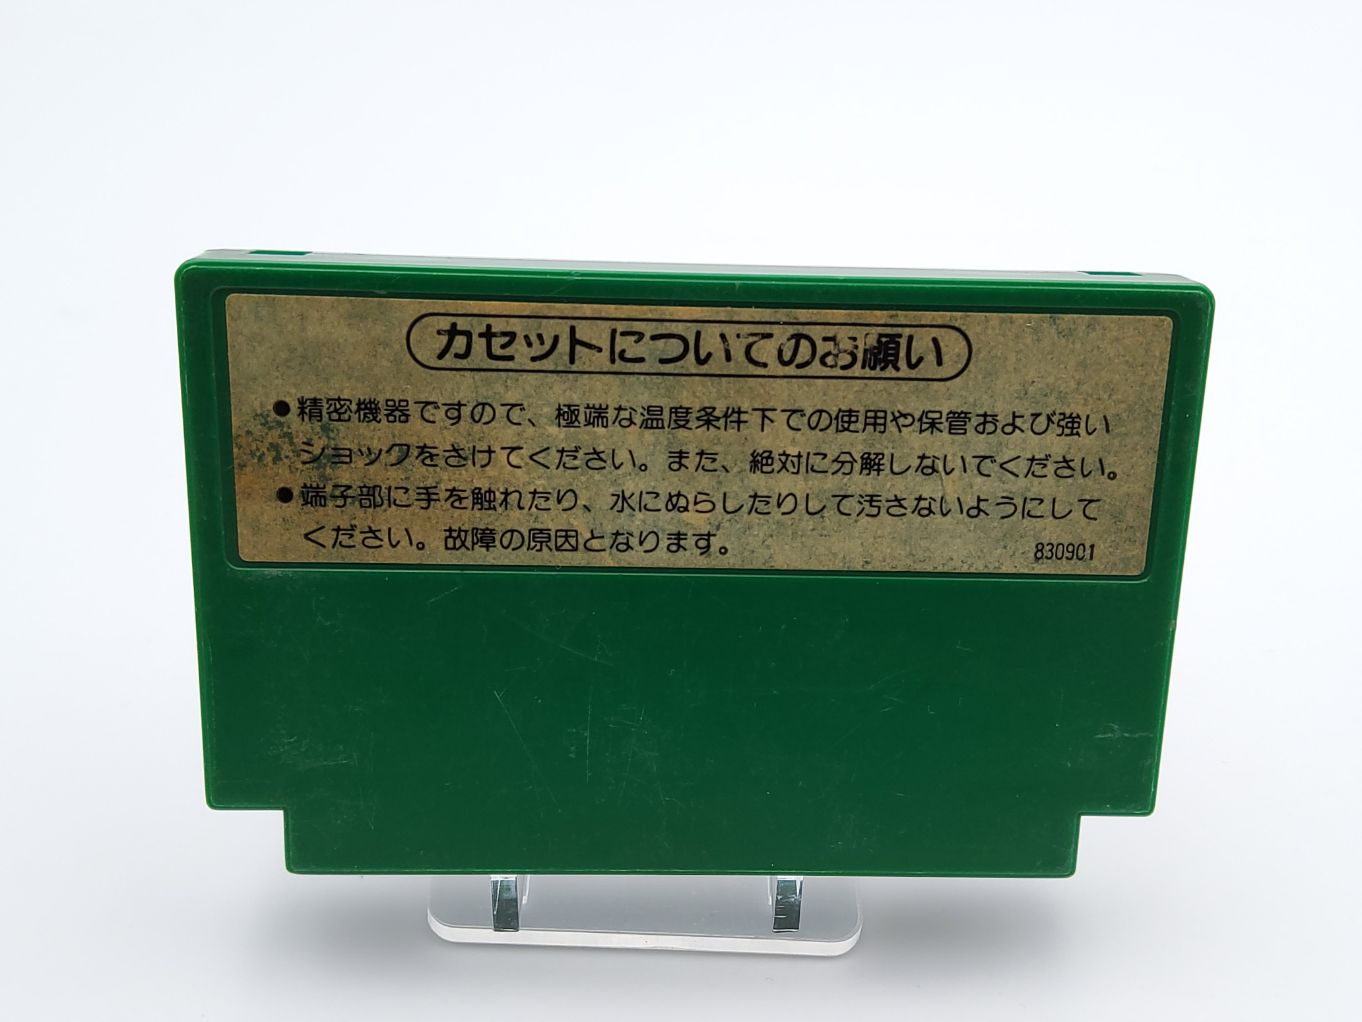 カセットについてのお願い
●精密機器ですので、極端な温度条件下での使用や保管および強い
ショックをさけてください。また、絶対に分解しないでください。
●端子部に手を触れたり、水にぬらしたりして汚さないようにして
ください。故障の原因となります。
830901